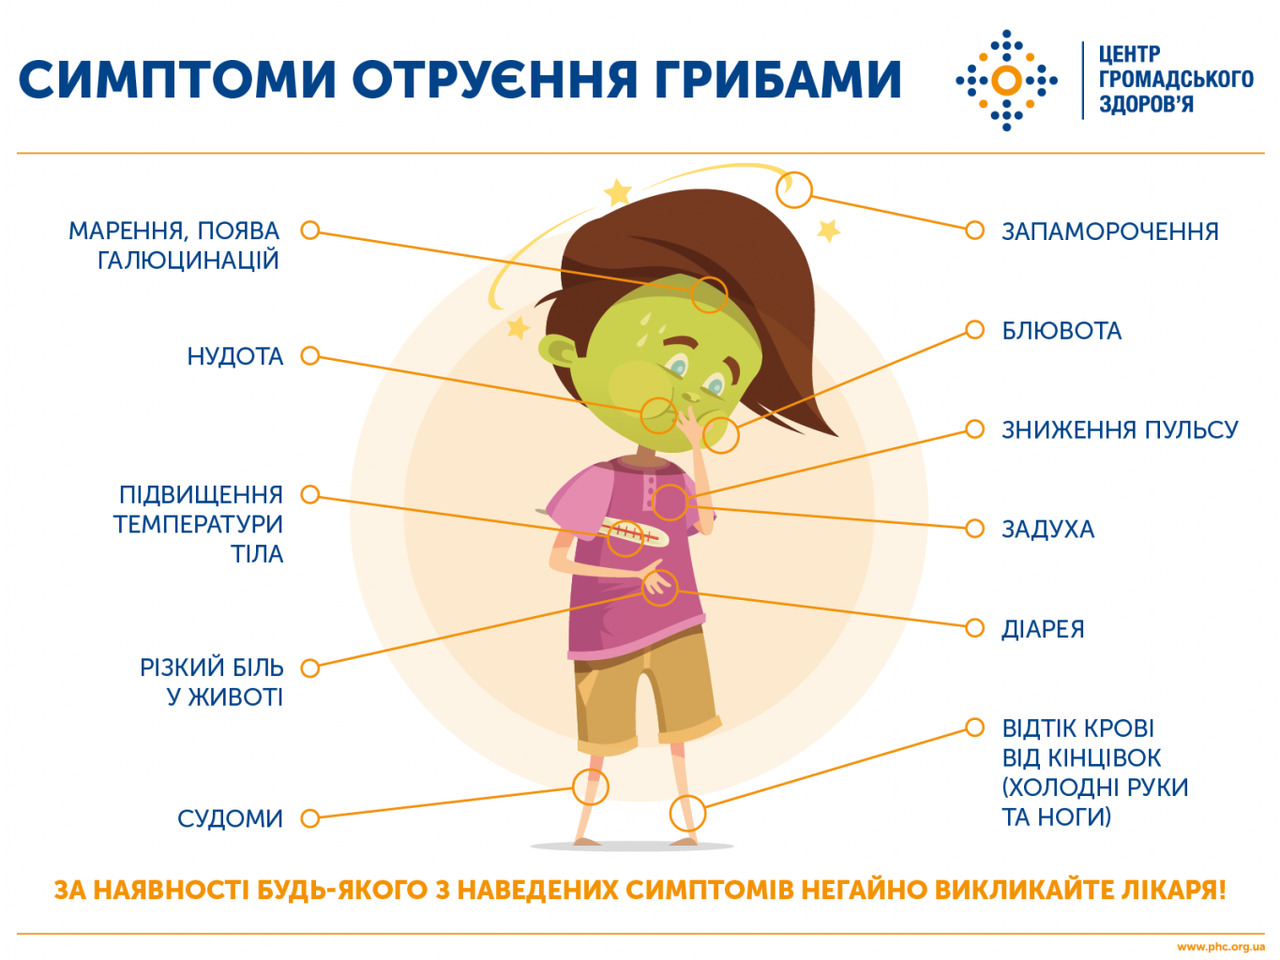 СИМПТОМИ ОТРУЄННЯ ГРИБАМИ
ЦЕНТР
ГРОМАДСЬКОГО
ЗДОРОВ'Я
МАРЕННЯ, ПОЯВА
ГАЛЮЦИНАЦІЙ
НУДОТА
ПІДВИЩЕННЯ
ТЕМПЕРАТУРИ
ТІЛА
РІЗКИЙ БІЛЬ
У ЖИВОТІ
СУДОМИ
ЗАПАМОРОЧЕННЯ
БЛЮВОТА
ЗНИЖЕННЯ ПУЛЬСУ
ЗАДУХА
ДІАРЕЯ
ВІДТІК КРОВІ
ВІД КІНЦІВОК
(ХОЛОДНІ РУКИ
ТА НОГИ)
ЗА НАЯВНОСТІ БУДЬ-ЯКОГО З НАВЕДЕНИХ СИМПТОМІВ НЕГАЙНО ВИКЛИКАЙТЕ ЛІКАРЯ!
www.phc.org.ua